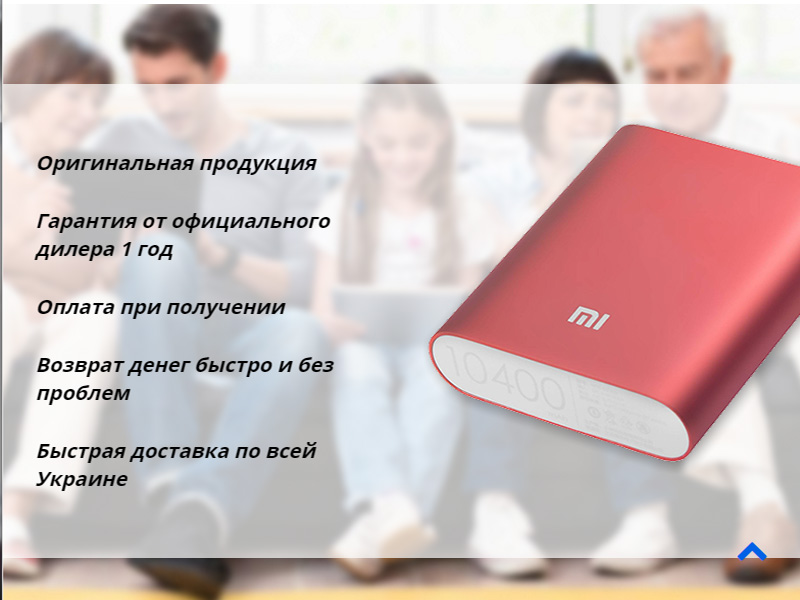 Оригинальная продукция
Гарантия от официального
дилера 1 год
Оплата при получении
Возврат денег быстро и без
проблем
Быстрая доставка по всей
Украине
MI
10400